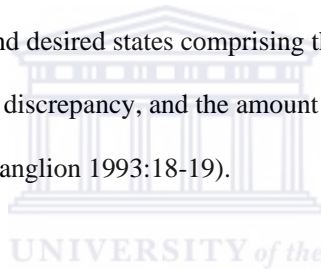 nd desired states comprising th
discrepancy, and the amount
anglion 1993:18-19).
UNIVERSITY of the